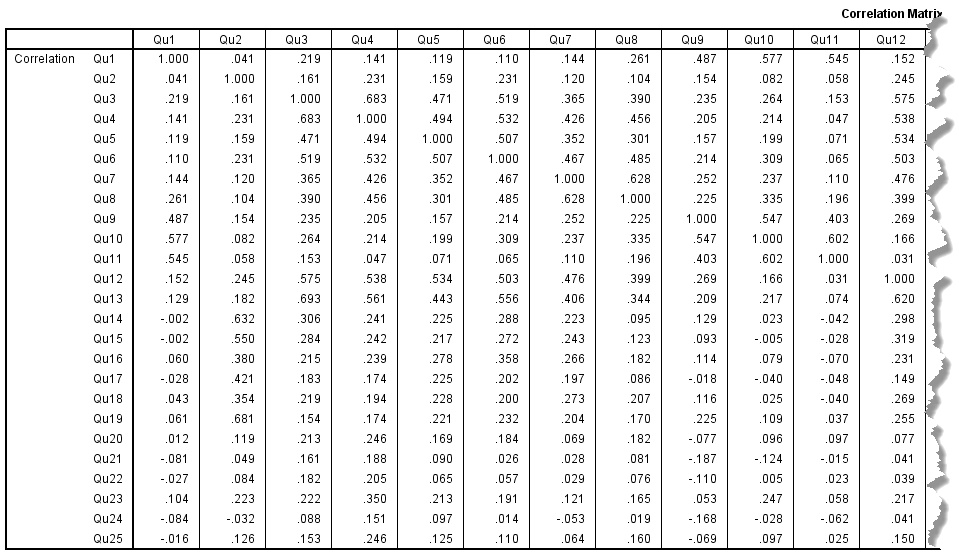 Correlation Matrix
Qu1 Qu2 Qu3 Qu4 Qu5 Qu6 Qu7 Qu8 Qu9 Qu10 Qu11 Qu12
Correlation Qu1 1.000 .041 .219 .141 .119 .110 .144 .261 .487 .577 .545 .152
Qu2 .041 1.000 .161 .231 .159 .231 .120 .104 .154 .082 .058 .245
Qu3 .219 .161 1.000 .683 .471 .519 .365 .390 .235 .264 .153 .575
Qu4 .141 .231 .683 1.000 .494 .532 .426 .456 .205 .214 .047 .538
Qu5 .119 .159 .471 .494 1.000 .507 .352 .301 .157 .199 .071 .534
Qu6 .110 .231 .519 .532 .507 1.000 .467 .485 .214 .309 .065 .503
Qu7 .144 .120 .365 .426 .352 .467 1.000 .628 .252 .237 .110 .476
Qu8 .261 .104 .390 .456 .301 .485 .628 1.000 .225 .335 .196 .399
Qu9 .487 .154 .235 .205 .157 .214 .252 .225 1.000 .547 .403 .269
Qu10 .577 .082 .264 .214 .199 .309 .237 .335 .547 1.000 .602 .166
Qu11 .545 .058 .153 .047 .071 .065 .110 .196 .403 .602 1.000 .031
Qu12 .152 .245 .575 .538 .534 .503 .476 .399 .269 .166 .031 1.000
Qu13 .129 .182 .693 .561 .443 .556 .406 .344 .209 .217 .074 .620
Qu14 -.002 .632 .306 .241 .225 .288 .223 .095 .129 .023 -.042 .298
Qu15 -.002 .550 .284 .242 .217 .272 .243 .123 .093 -.005 -.028 .319
Qu16 .060 .380 .215 .239 .278 .358 .266 .182 .114 .079 -.070 .231
Qu17 -.028 .421 .183 .174 .225 .202 .197 .086 -.018 -.040 -.048 .149
Qu18 .043 .354 .219 .194 .228 .200 .273 .207 .116 .025 -.040 .269
Qu19 .061 .681 .154 .174 .221 .232 .204 .170 .225 .109 .037 .255
Qu20 .012 .119 .213 .246 .169 .184 .069 .182 -.077 .096 .097 .077
Qu21 -.081 .049 .161 .188 .090 .026 .028 .081 -.187 -.124 -.015 .041
Qu22 -.027 .084 .182 .205 .065 .057 .029 .076 -.110 .005 .023 .039
Qu23 .104 .223 .222 .350 .213 .191 .121 .165 .053 .247 .058 .217
Qu24 -.084 -.032 .088 .151 .097 .014 -.053 .019 -.168 -.028 -.062 .041
Qu25 -.016 .126 .153 .246 .125 .110 .064 .160 -.069 .097 .025 .150